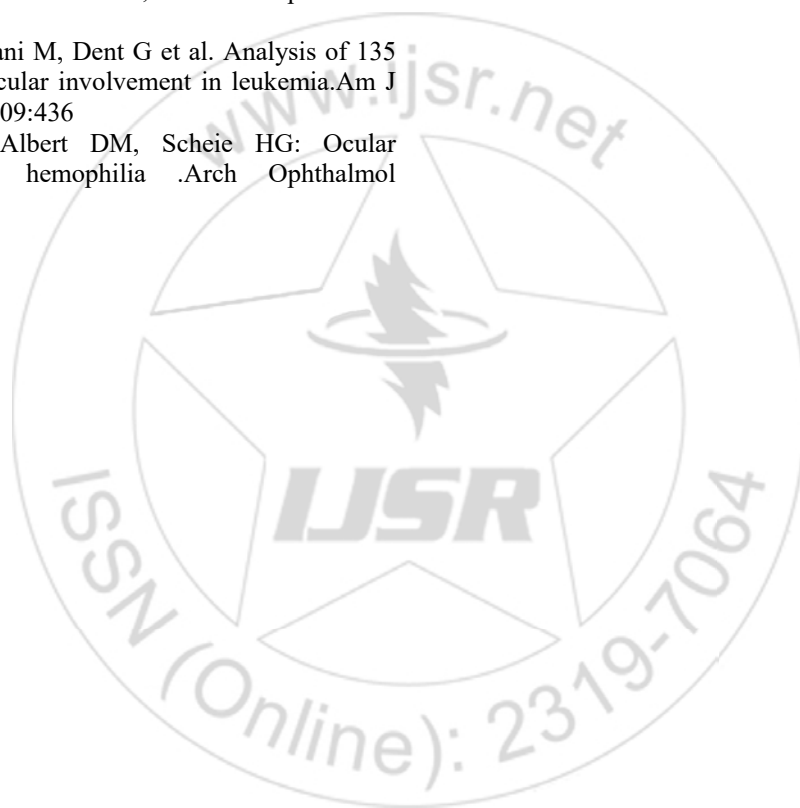 ani M, Dent G et al. Analysis of 135
cular involvement in leukemia.Am J
09:436
Albert DM, Scheie HG: Ocular
hemophilia .Arch Ophthalmol
www.ijsr.net
IJSR
ISSN (Online): 2319-7064